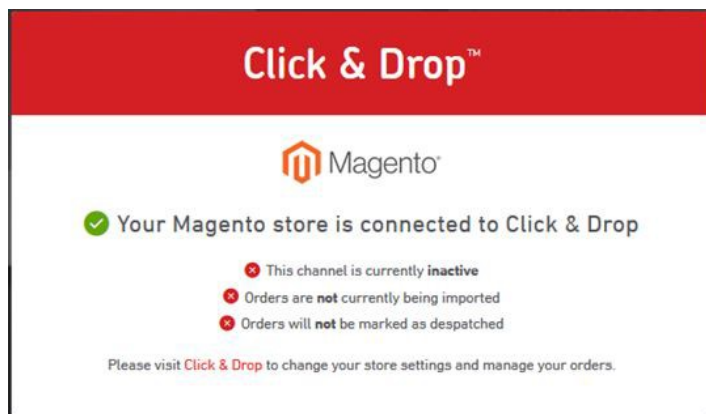 Click & Drop™
Magento®
Your Magento store is connected to Click & Drop
This channel is currently inactive
Orders are not currently being imported
Orders will not be marked as despatched
Please visit Click & Drop to change your store settings and manage your orders.